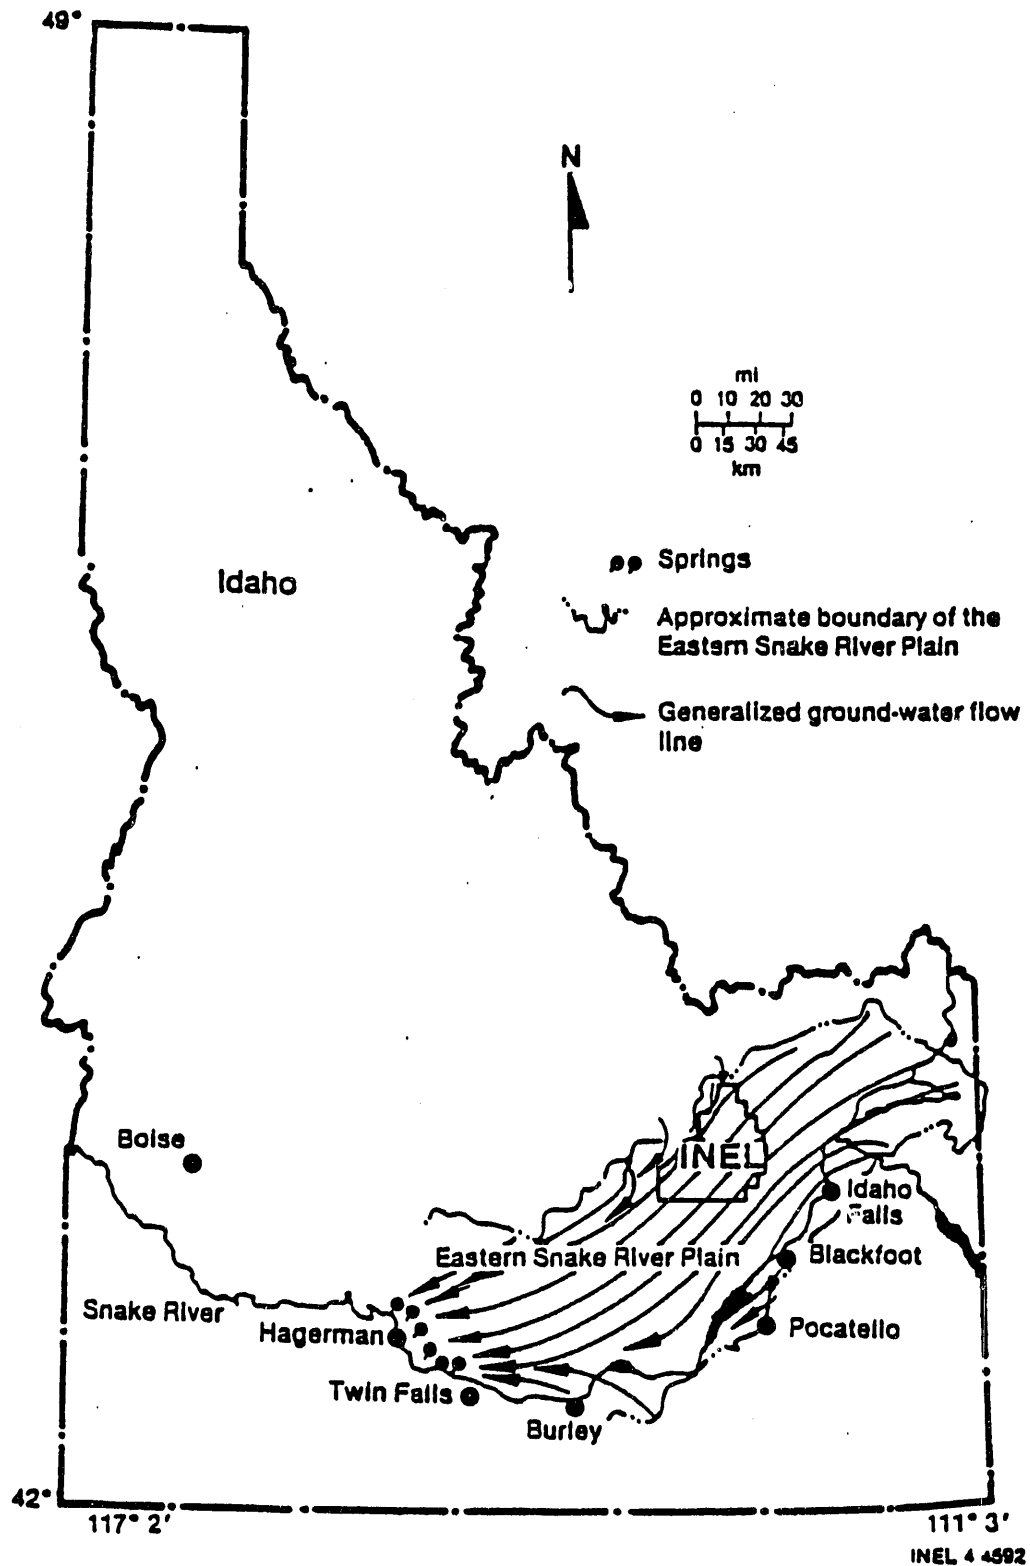 49°
N
mi
0 10 20 30
0 15 30 45
km
Springs
Idaho
Approximate boundary of the
Eastern Snake River Plain
Generalized ground-water flow
line
Boise
INEL
Idaho
Falls
Eastern Snake River Plain
Blackfoot
Snake River
Hagerman
Pocatello
Twin Falls
Burley
42°
117° 2'
111° 3'
INEL 4 4592